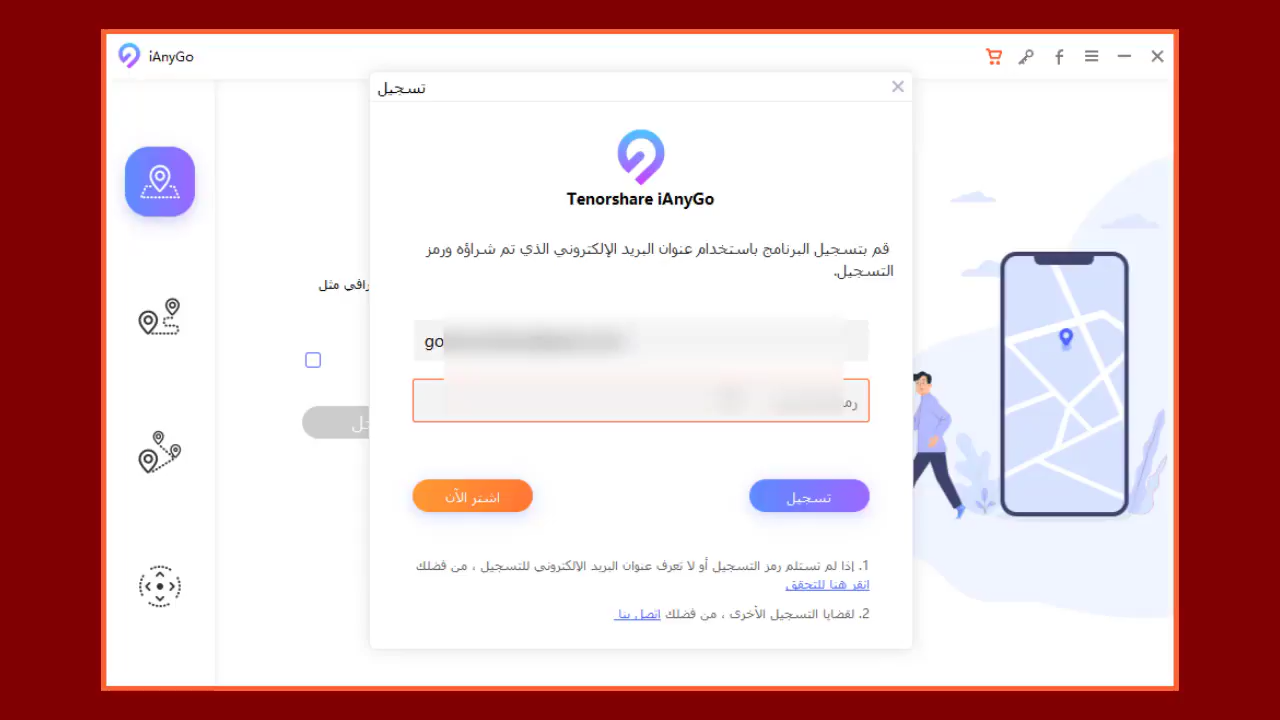 iAnyGo
تسجيل
Tenorshare iAnyGo
قم بتسجيل البرنامج باستخدام عنوان البريد الإلكتروني الذي تم شراؤه ورمز
التسجيل.
مثل
go
اشتر الآن
تسجيل
1. إذا لم تستلم رمز التسجيل أو لا تعرف عنوان البريد الإلكتروني للتسجيل ، من فضلك
انقر هنا للتحقق
2. لقضايا التسجيل الأخرى ، من فضلك اتصل بنا